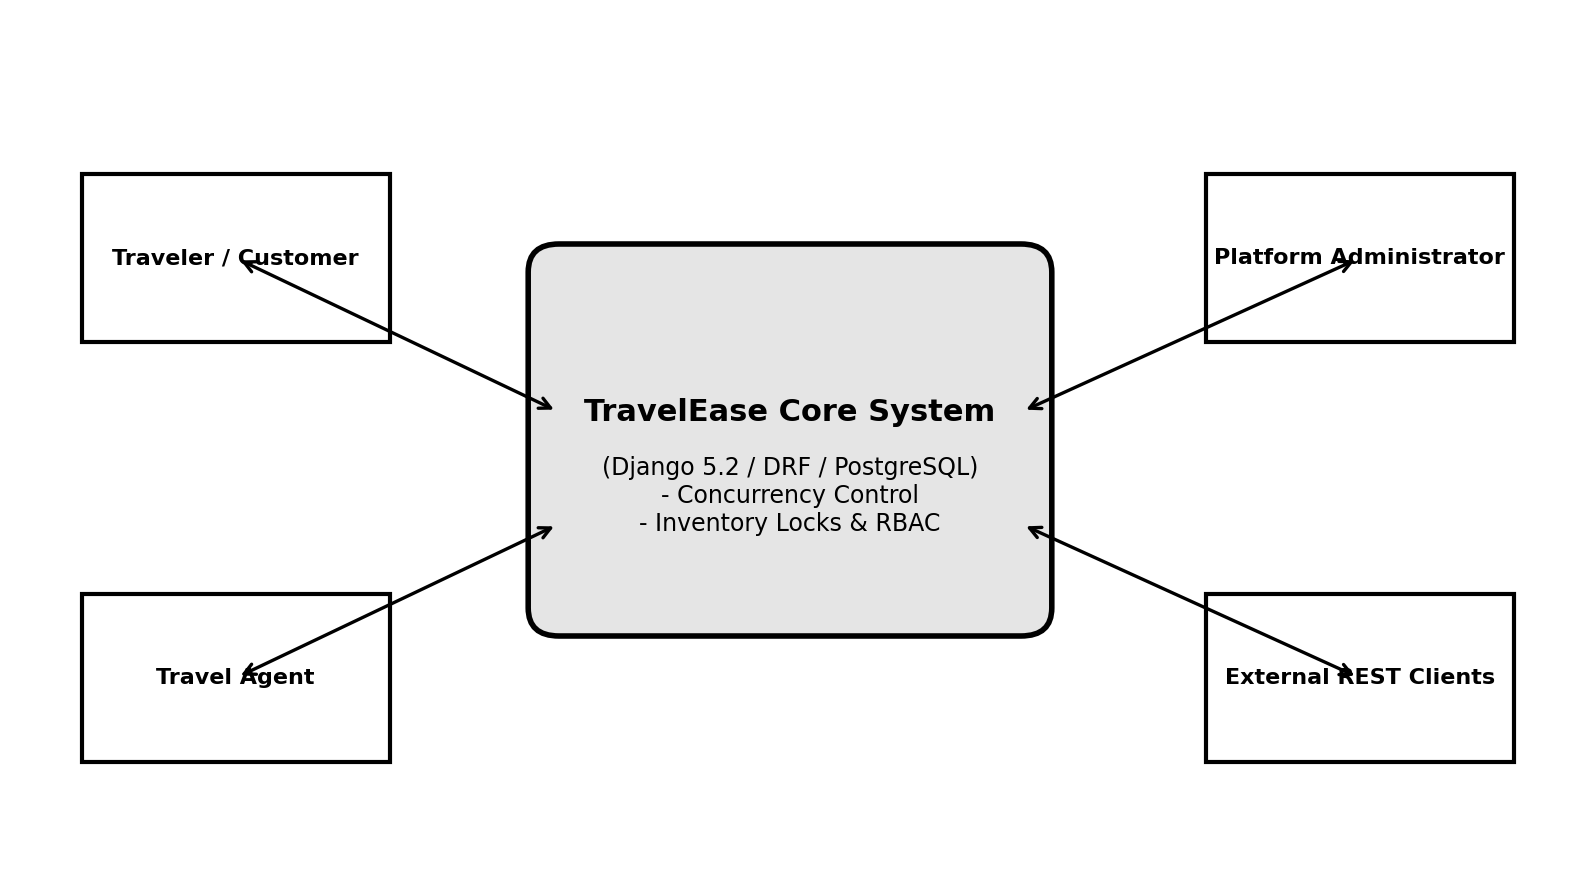 Traveler / Customer
Platform Administrator
TravelEase Core System
(Django 5.2 / DRF / PostgreSQL)
- Concurrency Control
- Inventory Locks & RBAC
Travel Agent
External REST Clients